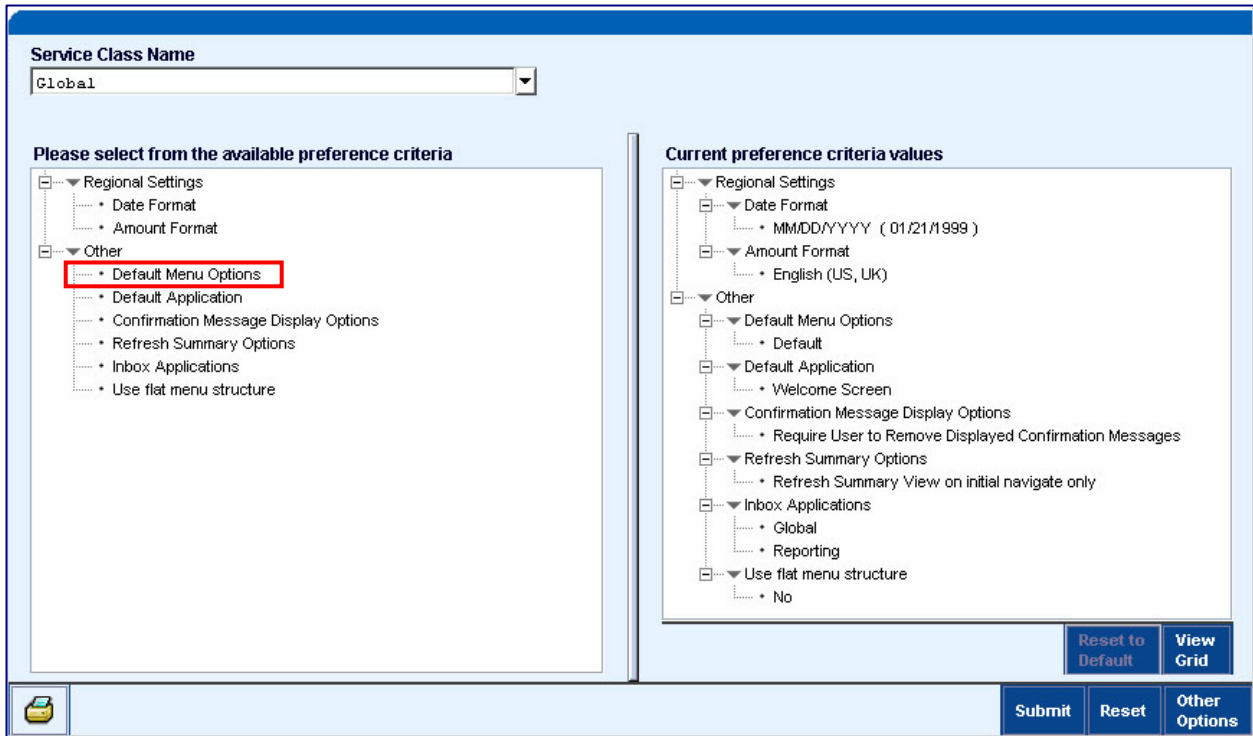 Service Class Name
Global
Please select from the available preference criteria
Regional Settings
Date Format
Amount Format
Other
Default Menu Options
Default Application
Confirmation Message Display Options
Refresh Summary Options
Inbox Applications
Use flat menu structure
Current preference criteria values
Regional Settings
Date Format
MM/DD/YYYY ( 01/21/1999 )
Amount Format
English (US, UK)
Other
Default Menu Options
Default
Default Application
Welcome Screen
Confirmation Message Display Options
Require User to Remove Displayed Confirmation Messages
Refresh Summary Options
Refresh Summary View on initial navigate only
Inbox Applications
Global
Reporting
Use flat menu structure
No
Reset to
Default
View
Grid
Submit
Reset
Other
Options